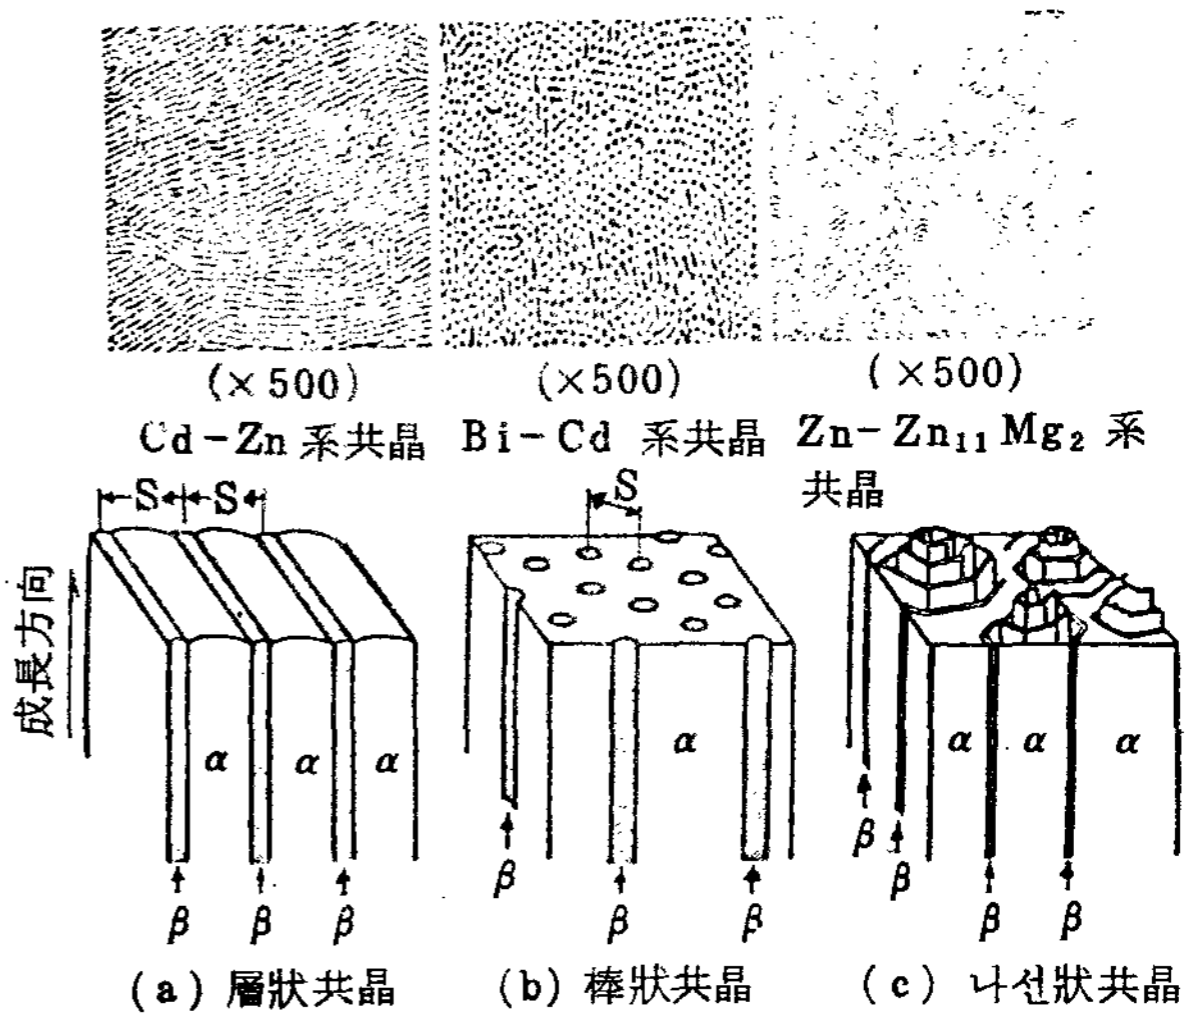 (×500)
(×500)
(×500)
Cd-Zn 系共晶
Bi-Cd 系共晶
Zn-Zn₁₁Mg₂ 系
共晶
S
S
S
成長方向
α
α
α
β
β
β
α
β
β
β
α
α
α
β
β
β
β
(a) 層狀共晶
(b) 棒狀共晶
(c) 나선狀共晶